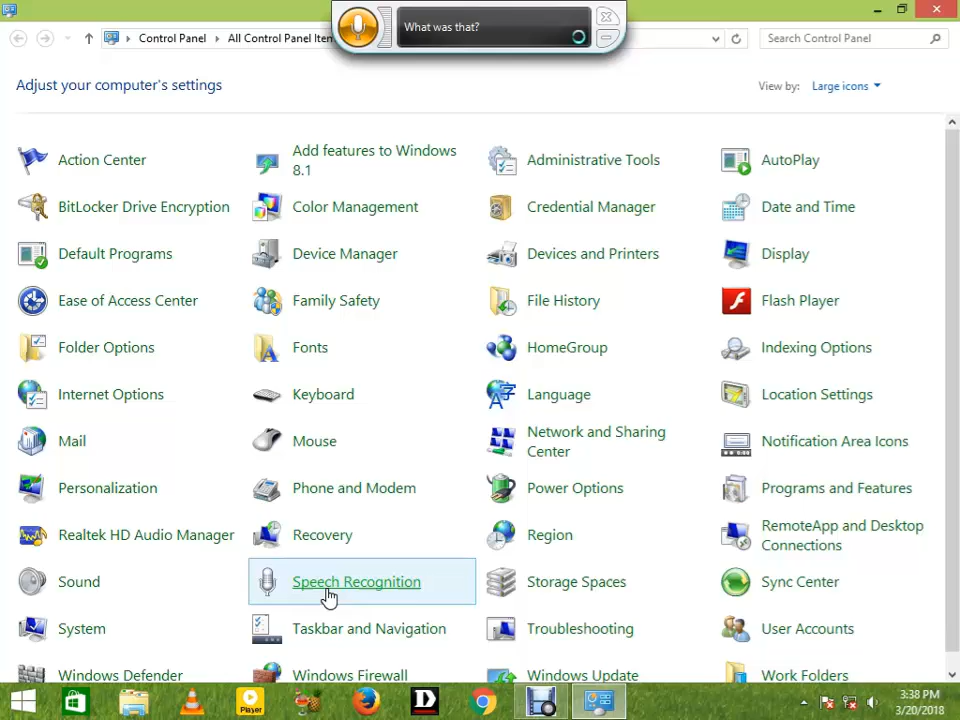 What was that?
Control Panel
All Control Panel Iten
Search Control Panel
Adjust your computer's settings
View by:
Large icons
Action Center
Add features to Windows
8.1
Administrative Tools
AutoPlay
BitLocker Drive Encryption
Color Management
Credential Manager
Date and Time
Default Programs
Device Manager
Devices and Printers
Display
Ease of Access Center
Family Safety
File History
Flash Player
Folder Options
Fonts
HomeGroup
Indexing Options
Internet Options
Keyboard
Language
Location Settings
Mail
Mouse
Network and Sharing
Center
Notification Area Icons
Personalization
Phone and Modem
Power Options
Programs and Features
Realtek HD Audio Manager
Recovery
Region
RemoteApp and Desktop
Connections
Sound
Speech Recognition
Storage Spaces
Sync Center
System
Taskbar and Navigation
Troubleshooting
User Accounts
Windows Defender
Windows Firewall
Windows Update
Work Folders
Player
D
3:38 PM
3/20/2018